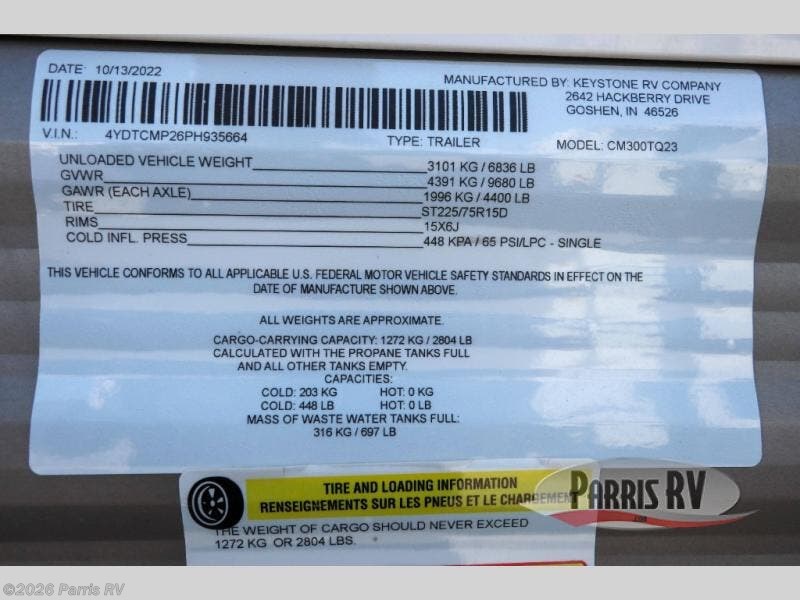 DATE: 10/13/2022
MANUFACTURED BY: KEYSTONE RV COMPANY
2642 HACKBERRY DRIVE
GOSHEN, IN 46526
V.I.N.: 4YDTCMP26PH935664 TYPE: TRAILER MODEL: CM300TQ23
UNLOADED VEHICLE WEIGHT 3101 KG / 6836 LB
GVWR 4391 KG / 9680 LB
GAWR (EACH AXLE) 1996 KG / 4400 LB
TIRE ST225/75R15D
RIMS 15X6J
COLD INFL. PRESS 448 KPA / 65 PSI/LPC - SINGLE
THIS VEHICLE CONFORMS TO ALL APPLICABLE U.S. FEDERAL MOTOR VEHICLE SAFETY STANDARDS IN EFFECT ON THE
DATE OF MANUFACTURE SHOWN ABOVE.
ALL WEIGHTS ARE APPROXIMATE.
CARGO-CARRYING CAPACITY: 1272 KG / 2804 LB
CALCULATED WITH THE PROPANE TANKS FULL
AND ALL OTHER TANKS EMPTY.
CAPACITIES:
COLD: 203 KG HOT: 0 KG
COLD: 448 LB HOT: 0 LB
MASS OF WASTE WATER TANKS FULL:
316 KG / 697 LB
TIRE AND LOADING INFORMATION
RENSEIGNEMENTS SUR LES PNEUS ET LE CHARGEMENT
THE WEIGHT OF CARGO SHOULD NEVER EXCEED
1272 KG OR 2804 LBS.
PARRIS RV
.com
©2026 Parris RV